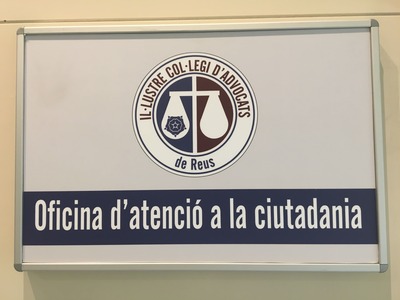 IL·LUSTRE COL·LEGI D'ADVOCATS
de Reus
Oficina d'atenció a la ciutadania